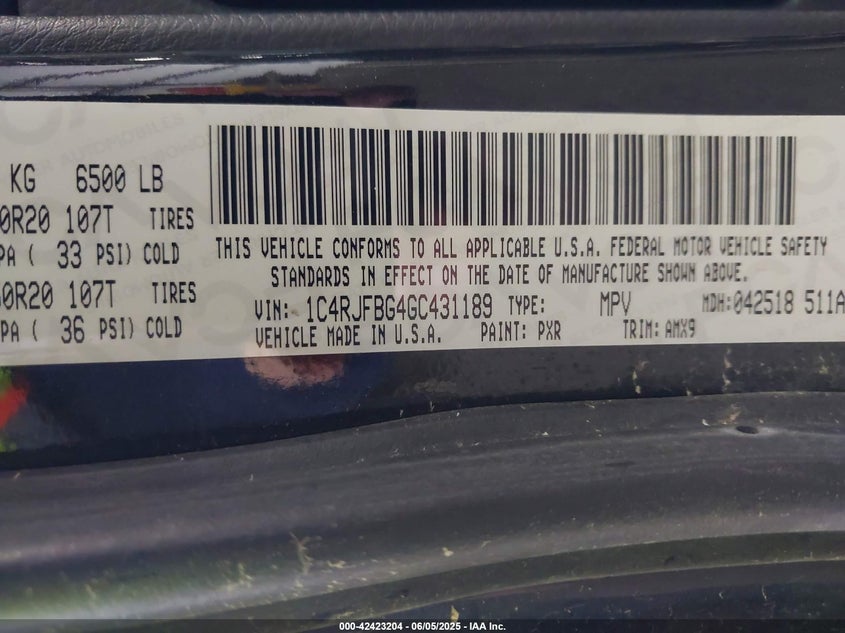 KG 6500 LB
0R20 107T TIRES
PA ( 33 PSI) COLD
0R20 107T TIRES
PA ( 36 PSI) COLD
THIS VEHICLE CONFORMS TO ALL APPLICABLE U.S.A. FEDERAL MOTOR VEHICLE SAFETY
STANDARDS IN EFFECT ON THE DATE OF MANUFACTURE SHOWN ABOVE.
VIN: 1C4RJFBG4GC431189 TYPE: MPV MDH:042518 511A
VEHICLE MADE IN U.S.A. PAINT: PXR TRIM: AMX9
000-42423204 - 06/05/2025 - IAA Inc.